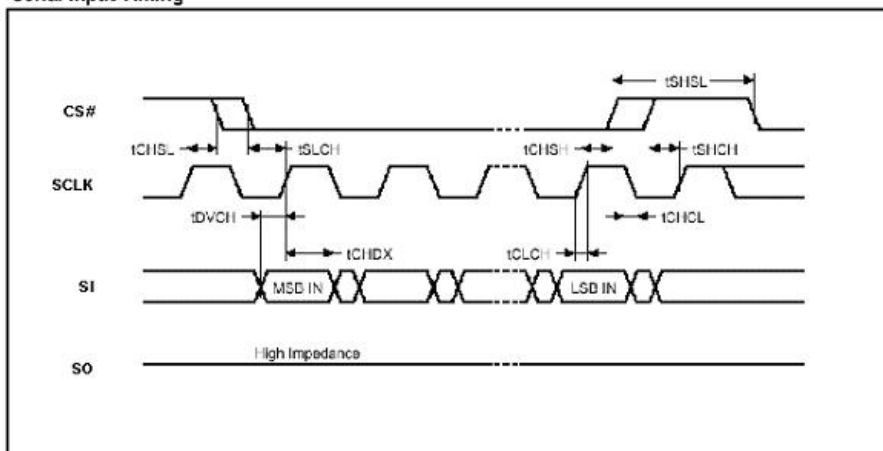 Serial Input Timing
tSHSL
CS#
tCHSL
tSLCH
tCHSH
tSHCH
SCLK
tDVCH
tCHCL
tCHDX
tCLCH
SI
MSB IN
LSB IN
High Impedance
SO